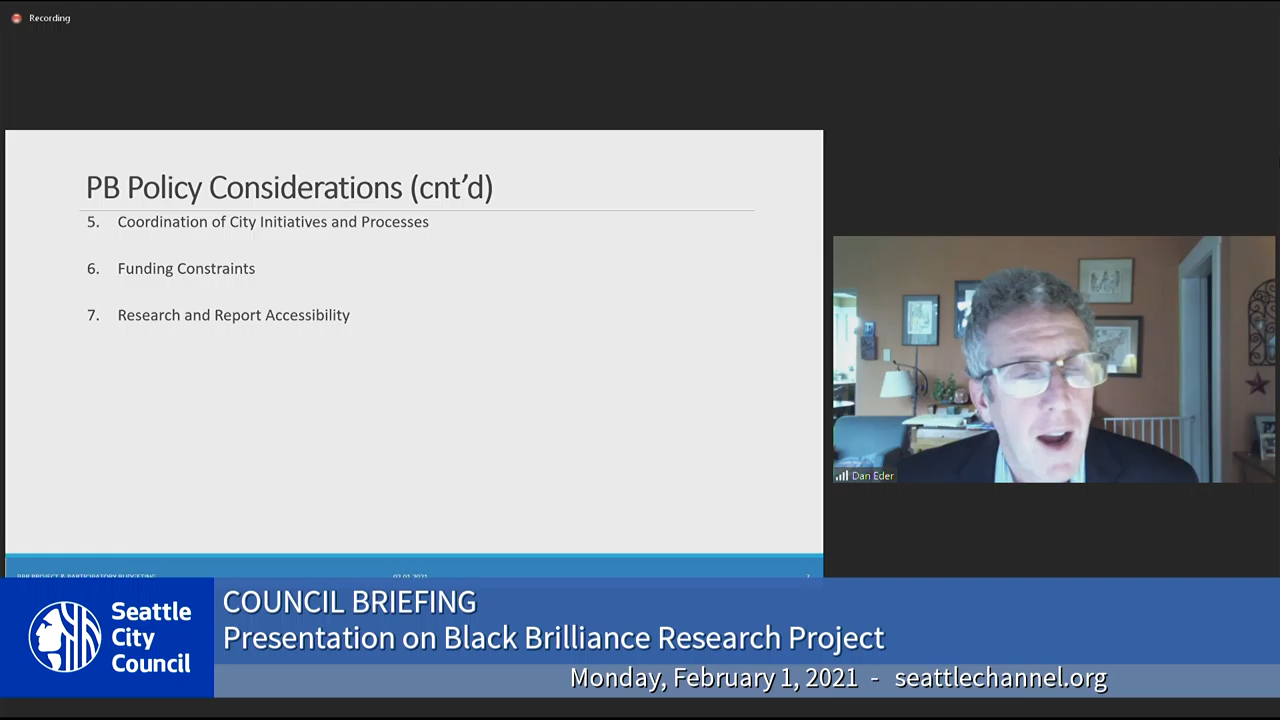 Recording
PB Policy Considerations (cnt’d)
5. Coordination of City Initiatives and Processes
6. Funding Constraints
7. Research and Report Accessibility
Dan Eder
Seattle
City
Council
COUNCIL BRIEFING
Presentation on Black Brilliance Research Project
Monday, February 1, 2021 - seattlechannel.org